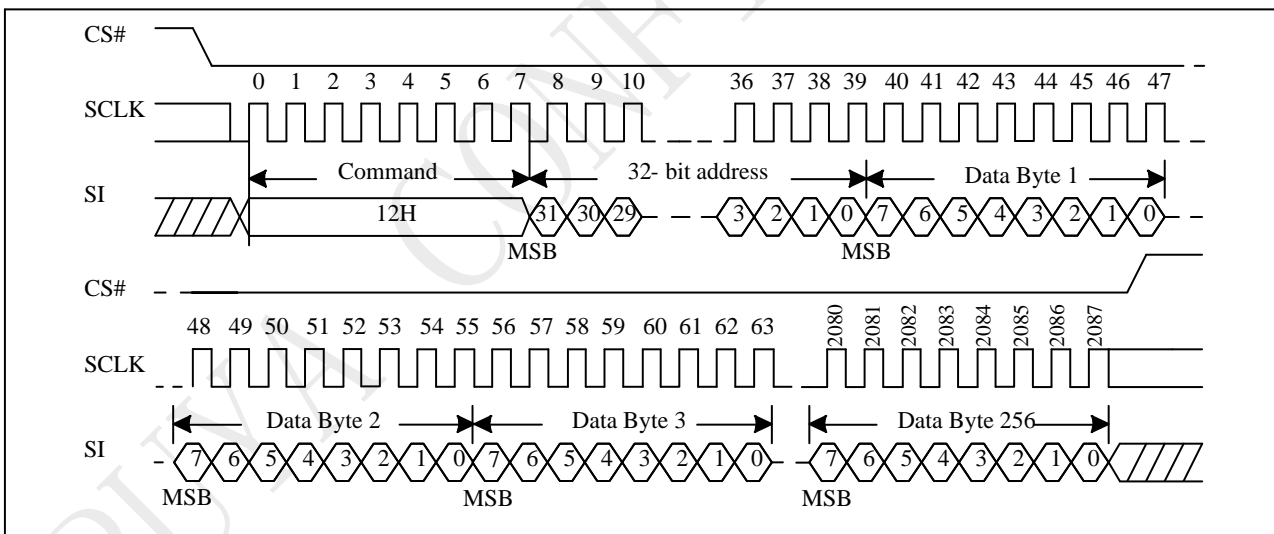 CS#
0 1 2 3 4 5 6 7 8 9 10 36 37 38 39 40 41 42 43 44 45 46 47
SCLK
Command 32- bit address Data Byte 1
SI
12H 31 30 29 3 2 1 0 7 6 5 4 3 2 1 0
MSB MSB
CS#
48 49 50 51 52 53 54 55 56 57 58 59 60 61 62 63 2080 2081 2082 2083 2084 2085 2086 2087
SCLK
Data Byte 2 Data Byte 3 Data Byte 256
SI
7 6 5 4 3 2 1 0 7 6 5 4 3 2 1 0 7 6 5 4 3 2 1 0
MSB MSB MSB